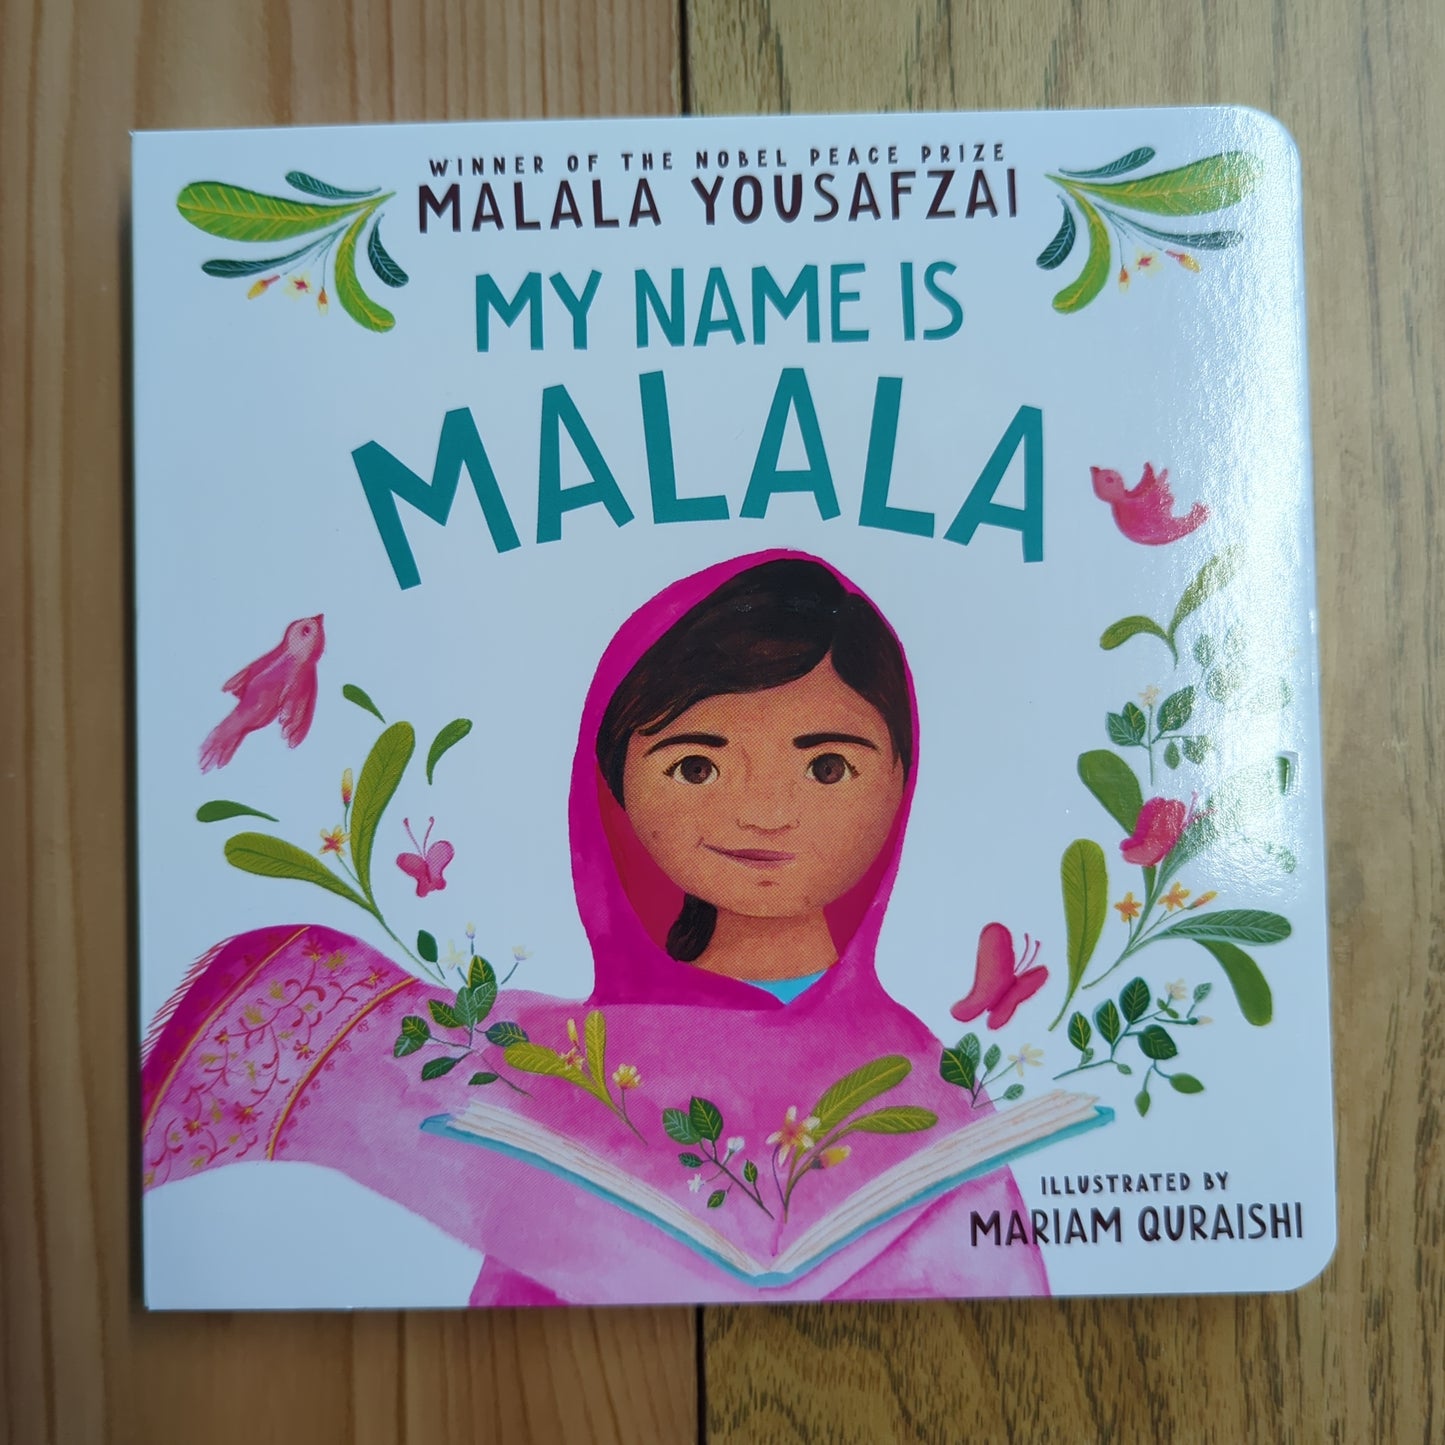 WINNER OF THE NOBEL PEACE PRIZE
MALALA YOUSAFZAI
MY NAME IS
MALALA
ILLUSTRATED BY
MARIAM QURAISHI